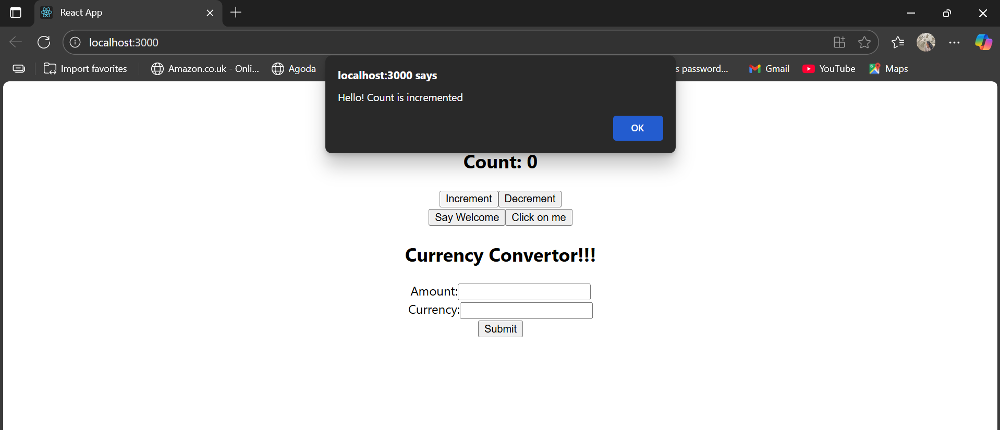 React App
localhost:3000
Import favorites
Amazon.co.uk - Onli...
Agoda
s password...
Gmail
YouTube
Maps
localhost:3000 says
Hello! Count is incremented
OK
Count: 0
Increment Decrement
Say Welcome Click on me
Currency Convertor!!!
Amount:
Currency:
Submit